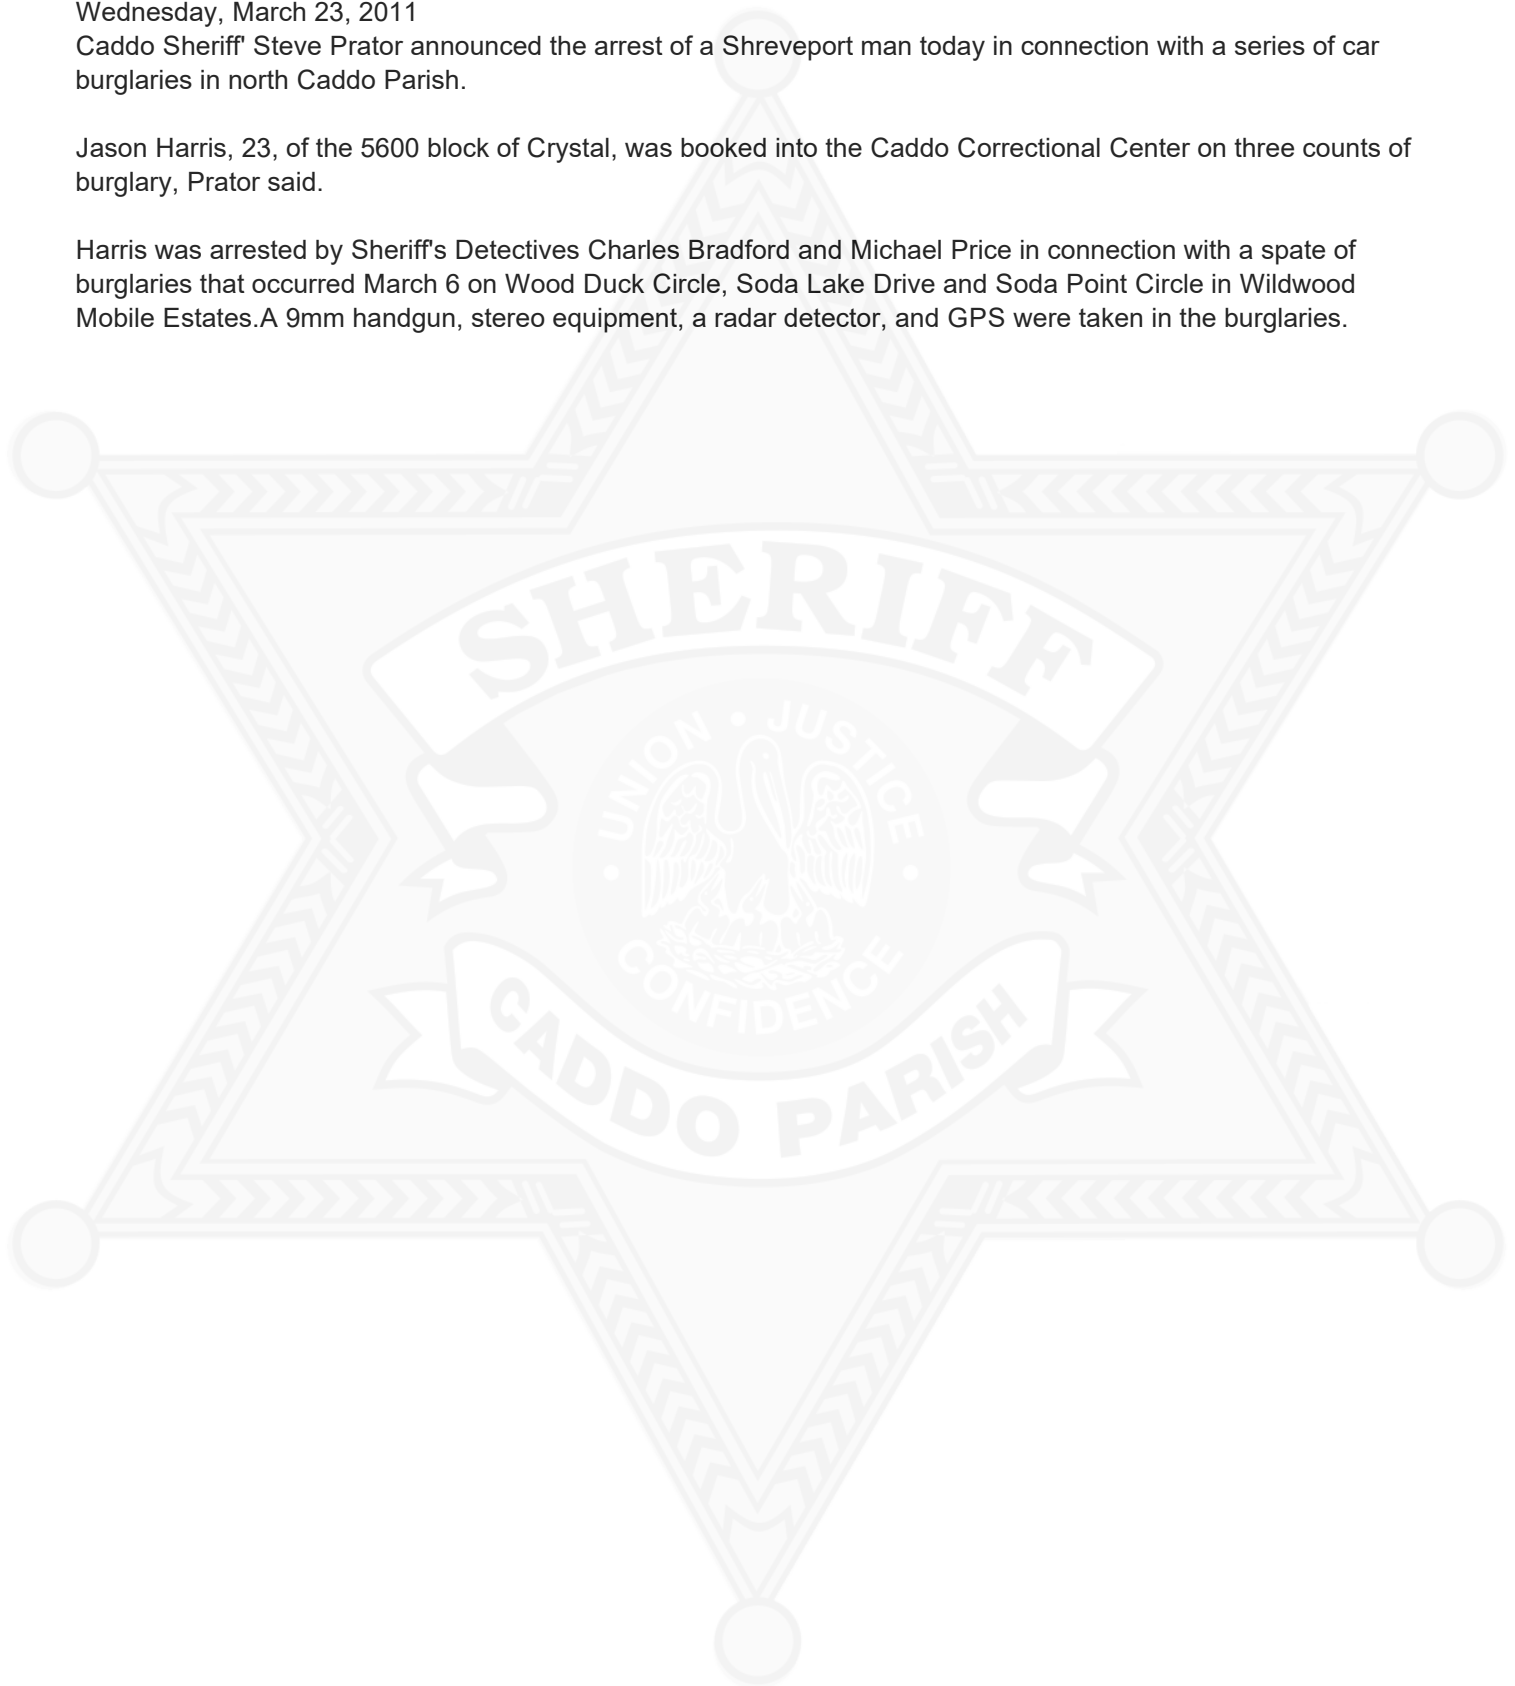 Wednesday, March 23, 2011
Caddo Sheriff' Steve Prator announced the arrest of a Shreveport man today in connection with a series of car
burglaries in north Caddo Parish.
Jason Harris, 23, of the 5600 block of Crystal, was booked into the Caddo Correctional Center on three counts of
burglary, Prator said.
Harris was arrested by Sheriff's Detectives Charles Bradford and Michael Price in connection with a spate of
burglaries that occurred March 6 on Wood Duck Circle, Soda Lake Drive and Soda Point Circle in Wildwood
Mobile Estates.A 9mm handgun, stereo equipment, a radar detector, and GPS were taken in the burglaries.
SHERIFF
UNION • JUSTICE
• CONFIDENCE •
CADDO PARISH